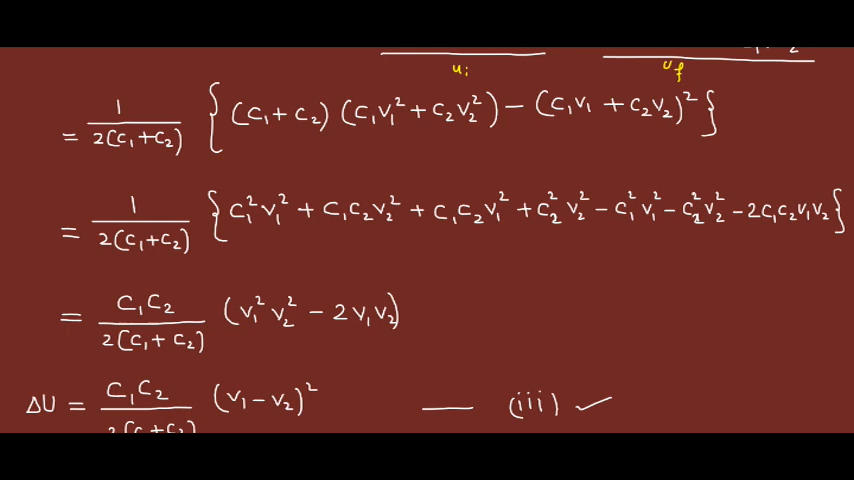 u_i u_f
= 1/2(C₁+C₂) { (C₁+C₂) (C₁V₁² + C₂V₂²) − (C₁V₁ + C₂V₂)² }
= 1/2(C₁+C₂) { C₁²V₁² + C₁C₂V₂² + C₁C₂V₁² + C₂²V₂² − C₁²V₁² − C₂²V₂² − 2C₁C₂V₁V₂ }
= C₁C₂/2(C₁+C₂) (V₁² V₂² − 2V₁V₂)
ΔU = C₁C₂/2(C₁+C₂) (V₁ − V₂)² — (iii) ✓